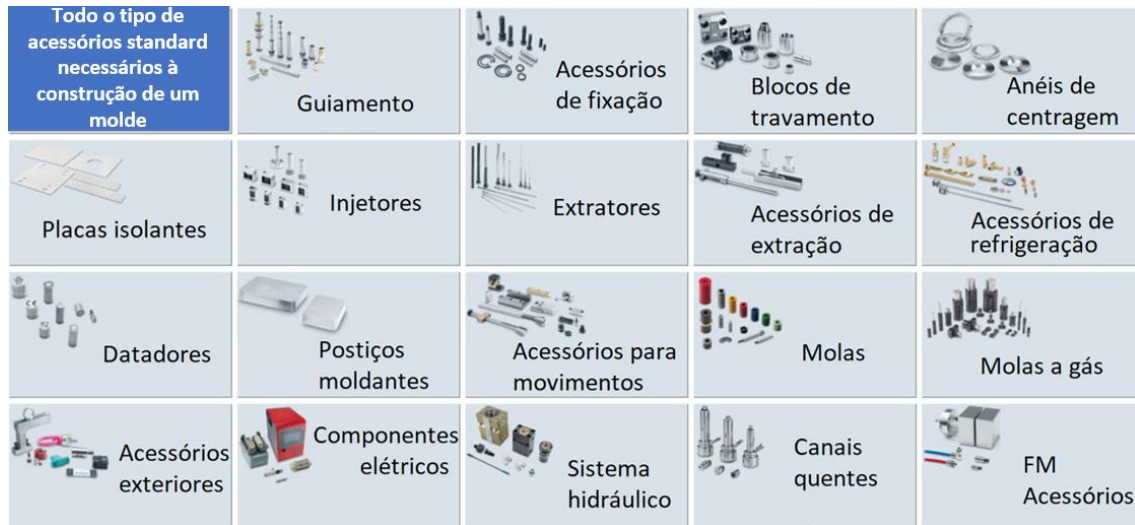 Todo o tipo de
acessórios standard
necessários à
construção de um
molde
Guiamento
Acessórios
de fixação
Blocos de
travamento
Anéis de
centragem
Placas isolantes
Injetores
Extratores
Acessórios de
extração
Acessórios de
refrigeração
Datadores
Postiços
moldantes
Acessórios para
movimentos
Molas
Molas a gás
Acessórios
exteriores
Componentes
elétricos
Sistema
hidráulico
Canais
quentes
FM
Acessórios